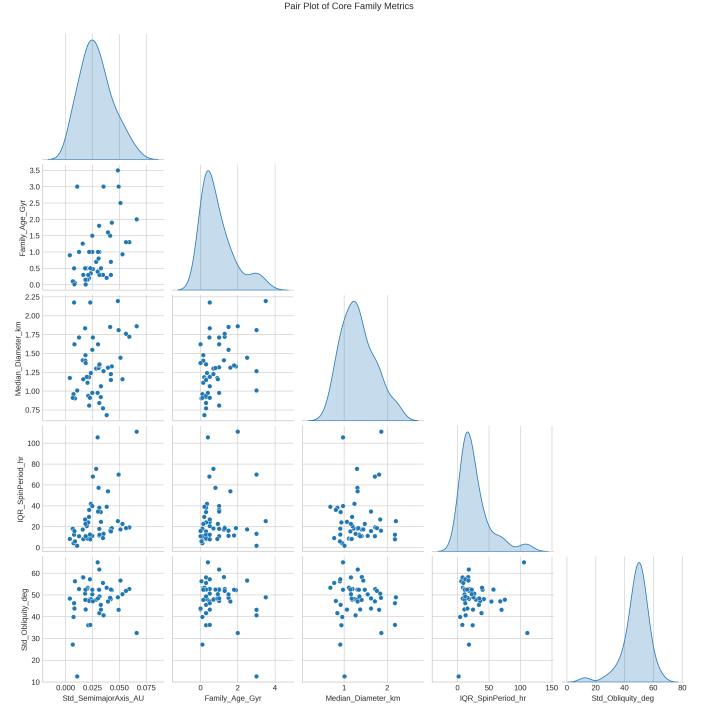 Pair Plot of Core Family Metrics
3.5
3.0
2.5
2.0
1.5
1.0
0.5
0.0
Family_Age_Gyr
2.25
2.00
1.75
1.50
1.25
1.00
0.75
Median_Diameter_km
100
80
60
40
20
0
IQR_SpinPeriod_hr
60
50
40
30
20
10
Std_Obliquity_deg
0.000 0.025 0.050 0.075
0 2 4
1 2
0 50 100 150
0 20 40 60 80
Std_SemimajorAxis_AU
Family_Age_Gyr
Median_Diameter_km
IQR_SpinPeriod_hr
Std_Obliquity_deg